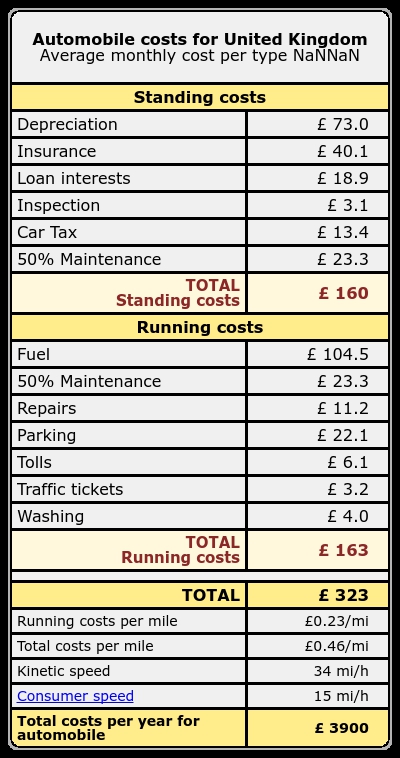 Automobile costs for United Kingdom
Average monthly cost per type NaNNaN
Standing costs
Depreciation £ 73.0
Insurance £ 40.1
Loan interests £ 18.9
Inspection £ 3.1
Car Tax £ 13.4
50% Maintenance £ 23.3
TOTAL
Standing costs £ 160
Running costs
Fuel £ 104.5
50% Maintenance £ 23.3
Repairs £ 11.2
Parking £ 22.1
Tolls £ 6.1
Traffic tickets £ 3.2
Washing £ 4.0
TOTAL
Running costs £ 163
TOTAL £ 323
Running costs per mile £0.23/mi
Total costs per mile £0.46/mi
Kinetic speed 34 mi/h
Consumer speed 15 mi/h
Total costs per year for
automobile £ 3900